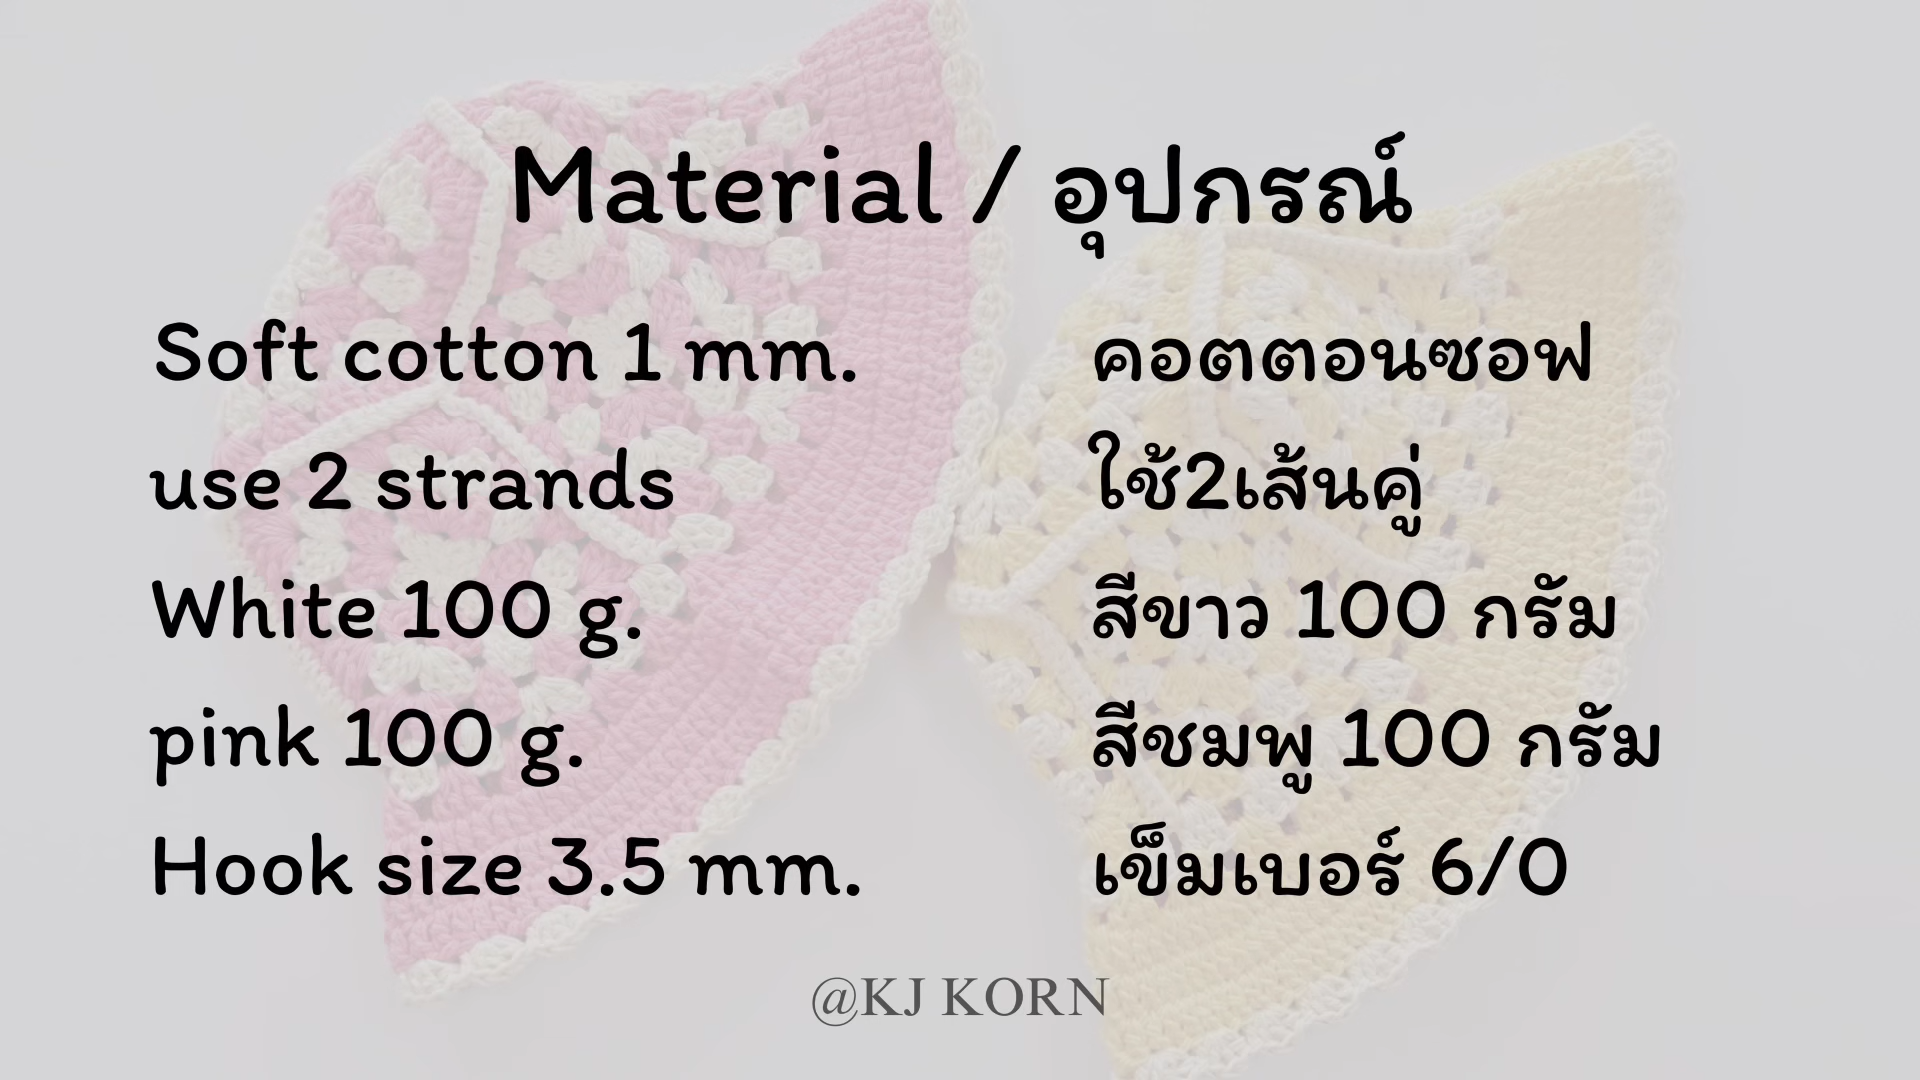 Material / อุปกรณ์
Soft cotton 1 mm.
use 2 strands
White 100 g.
pink 100 g.
Hook size 3.5 mm.
คอตตอนซอฟ
ใช้2เส้นคู่
สีขาว 100 กรัม
สีชมพู 100 กรัม
เข็มเบอร์ 6/0
@KJ KORN